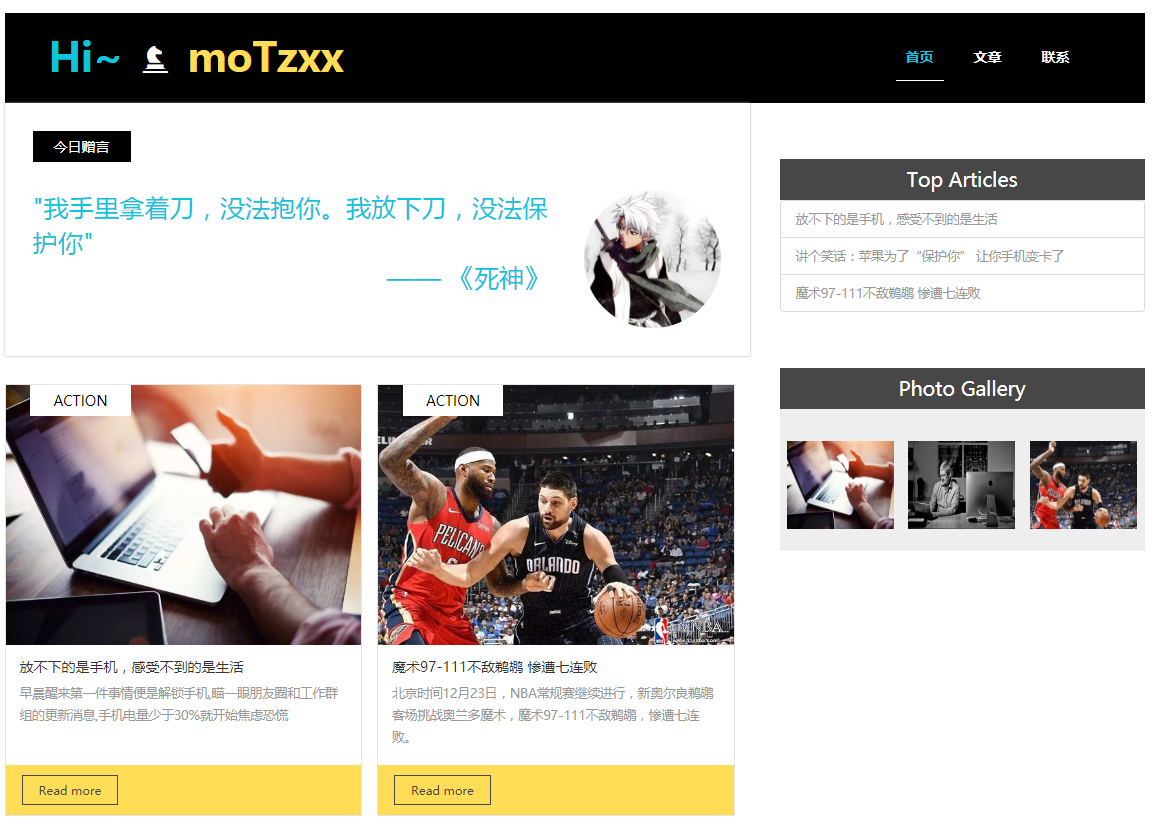 Hi~ moTzxx
首页 文章 联系
今日赠言
"我手里拿着刀，没法抱你。我放下刀，没法保
护你"
—— 《死神》
Top Articles
放不下的是手机，感受不到的是生活
讲个笑话：苹果为了“保护你” 让你手机变卡了
魔术97-111不敌鹈鹕 惨遭七连败
Photo Gallery
ACTION
放不下的是手机，感受不到的是生活
早晨醒来第一件事情便是解锁手机,瞄一眼朋友圈和工作群
组的更新消息,手机电量少于30%就开始焦虑恐慌
Read more
ACTION
PELICANS
ORLANDO
NBA
魔术97-111不敌鹈鹕 惨遭七连败
北京时间12月23日，NBA常规赛继续进行，新奥尔良鹈鹕
客场挑战奥兰多魔术，魔术97-111不敌鹈鹕，惨遭七连
败。
Read more